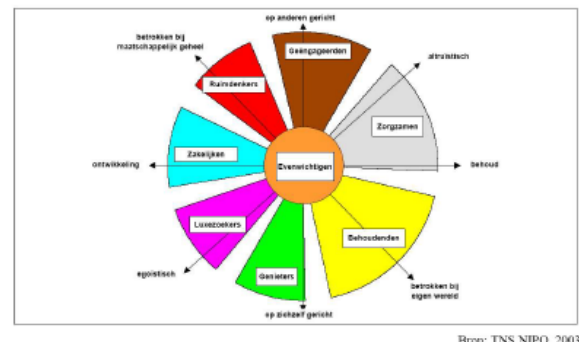 op anderen gericht
betrokken bij
maatschappelijk geheel
Geëngageerden
altruïstisch
Ruimdenkers
Zorgzamen
Zakelijken
ontwikkeling
Evenwichtigen
behoud
Luxezoekers
Behoudenden
egoïstisch
Genieters
betrokken bij
eigen wereld
op zichzelf gericht
Bron: TNS NIPO, 2003